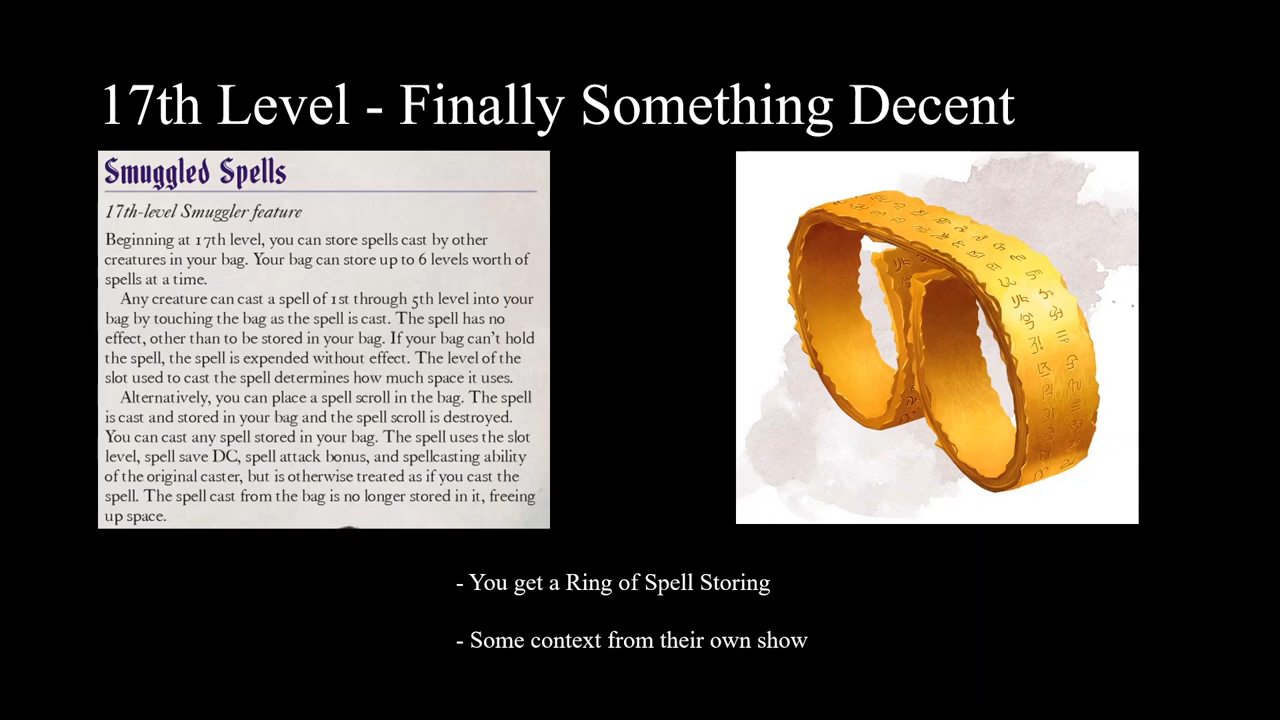 17th Level - Finally Something Decent
Smuggled Spells
17th-level Smuggler feature
Beginning at 17th level, you can store spells cast by other
creatures in your bag. Your bag can store up to 6 levels worth of
spells at a time.
Any creature can cast a spell of 1st through 5th level into your
bag by touching the bag as the spell is cast. The spell has no
effect, other than to be stored in your bag. If your bag can't hold
the spell, the spell is expended without effect. The level of the
slot used to cast the spell determines how much space it uses.
Alternatively, you can place a spell scroll in the bag. The spell
is cast and stored in your bag and the spell scroll is destroyed.
You can cast any spell stored in your bag. The spell uses the slot
level, spell save DC, spell attack bonus, and spellcasting ability
of the original caster, but is otherwise treated as if you cast the
spell. The spell cast from the bag is no longer stored in it, freeing
up space.
- You get a Ring of Spell Storing
- Some context from their own show